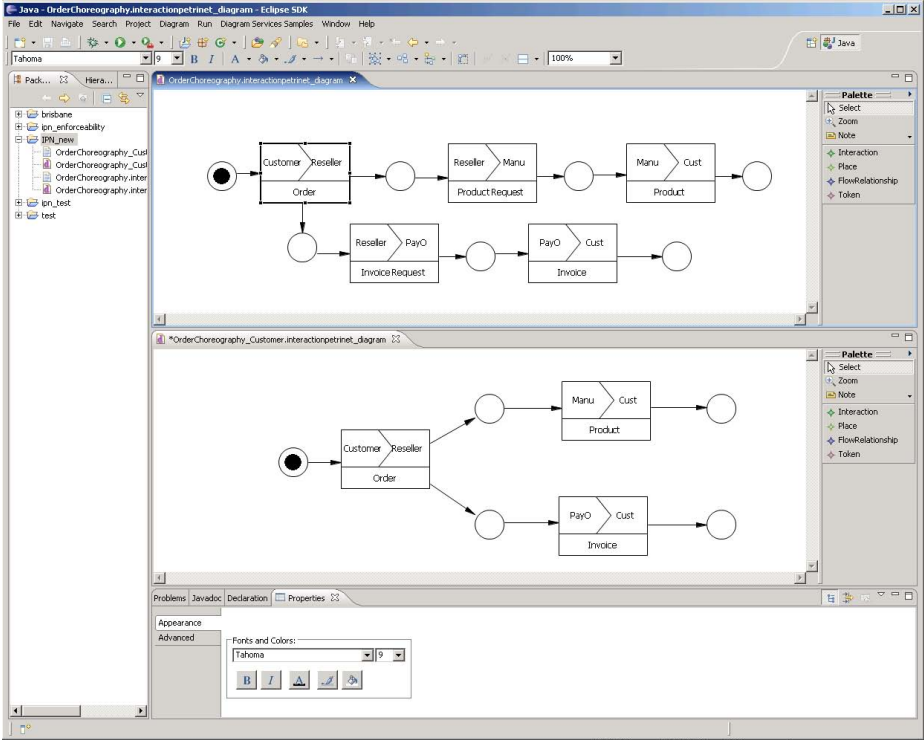 Java - OrderChoreography.interactionpetrinet_diagram - Eclipse SDK
File Edit Navigate Search Project Diagram Run Diagram Services Samples Window Help
Java
Tahoma 9 B I A 100%
Pack... Hiera...
OrderChoreography.interactionpetrinet_diagram
brisbane
ipn_enforceability
IPN_new
OrderChoreography_Cust
OrderChoreography_Cust
OrderChoreography.inter
OrderChoreography.inter
ipn_test
test
Customer Reseller
Order
Reseller Manu
Product Request
Manu Cust
Product
Reseller PayO
Invoice Request
PayO Cust
Invoice
Palette
Select
Zoom
Note
Interaction
Place
FlowRelationship
Token
*OrderChoreography_Customer.interactionpetrinet_diagram
Customer Reseller
Order
Manu Cust
Product
PayO Cust
Invoice
Palette
Select
Zoom
Note
Interaction
Place
FlowRelationship
Token
Problems Javadoc Declaration Properties
Appearance
Advanced
Fonts and Colors:
Tahoma 9
B I A